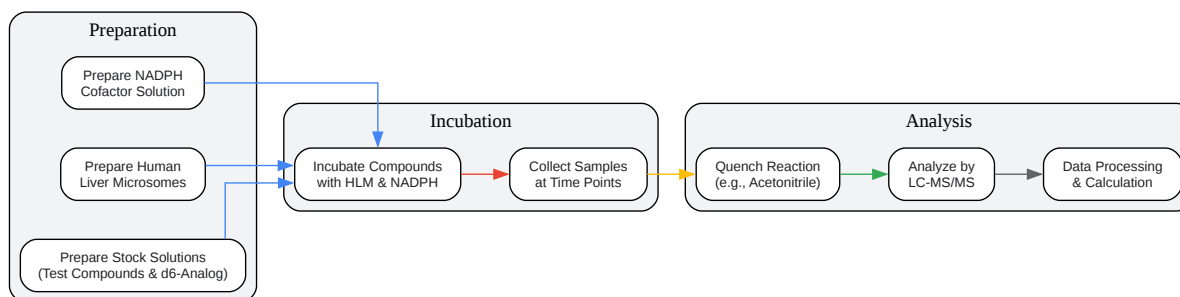 Preparation
Prepare NADPH
Cofactor Solution
Prepare Human
Liver Microsomes
Prepare Stock Solutions
(Test Compounds & d6-Analog)
Incubation
Incubate Compounds
with HLM & NADPH
Collect Samples
at Time Points
Analysis
Quench Reaction
(e.g., Acetonitrile)
Analyze by
LC-MS/MS
Data Processing
& Calculation